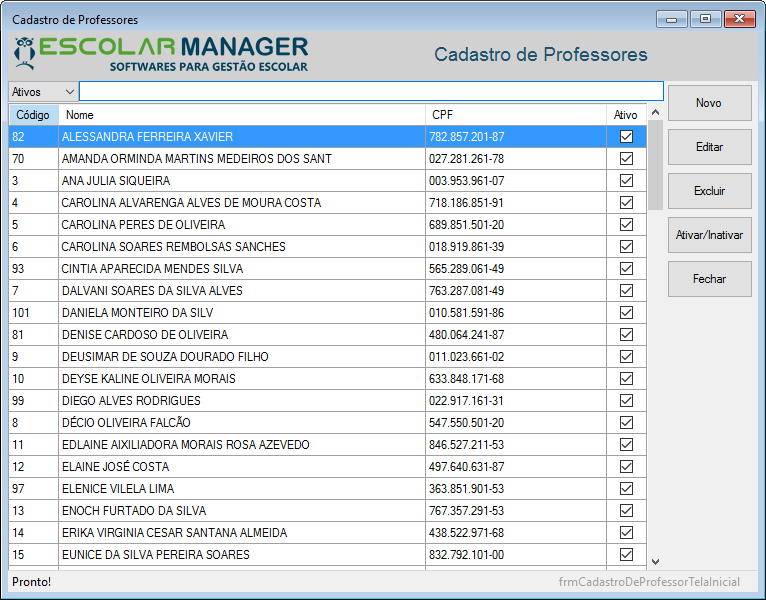 Cadastro de Professores
ESCOLAR MANAGER
SOFTWARES PARA GESTÃO ESCOLAR
Cadastro de Professores
Ativos
Código Nome CPF Ativo
82 ALESSANDRA FERREIRA XAVIER 782.857.201-87
70 AMANDA ORMINDA MARTINS MEDEIROS DOS SANT 027.281.261-78
3 ANA JULIA SIQUEIRA 003.953.961-07
4 CAROLINA ALVARENGA ALVES DE MOURA COSTA 718.186.851-91
5 CAROLINA PERES DE OLIVEIRA 689.851.501-20
6 CAROLINA SOARES REMBOLSAS SANCHES 018.919.861-39
93 CINTIA APARECIDA MENDES SILVA 565.289.061-49
7 DALVANI SOARES DA SILVA ALVES 763.287.081-49
101 DANIELA MONTEIRO DA SILV 010.581.591-86
81 DENISE CARDOSO DE OLIVEIRA 480.064.241-87
9 DEUSIMAR DE SOUZA DOURADO FILHO 011.023.661-02
10 DEYSE KALINE OLIVEIRA MORAIS 633.848.171-68
99 DIEGO ALVES RODRIGUES 022.917.161-31
8 DÉCIO OLIVEIRA FALCÃO 547.550.501-20
11 EDLAINE AIXILIADORA MORAIS ROSA AZEVEDO 846.527.211-53
12 ELAINE JOSÉ COSTA 497.640.631-87
97 ELENICE VILELA LIMA 363.851.901-53
13 ENOCH FURTADO DA SILVA 767.357.291-53
14 ERIKA VIRGINIA CESAR SANTANA ALMEIDA 438.522.971-68
15 EUNICE DA SILVA PEREIRA SOARES 832.792.101-00
Novo
Editar
Excluir
Ativar/Inativar
Fechar
Pronto!
frmCadastroDeProfessorTelaInicial